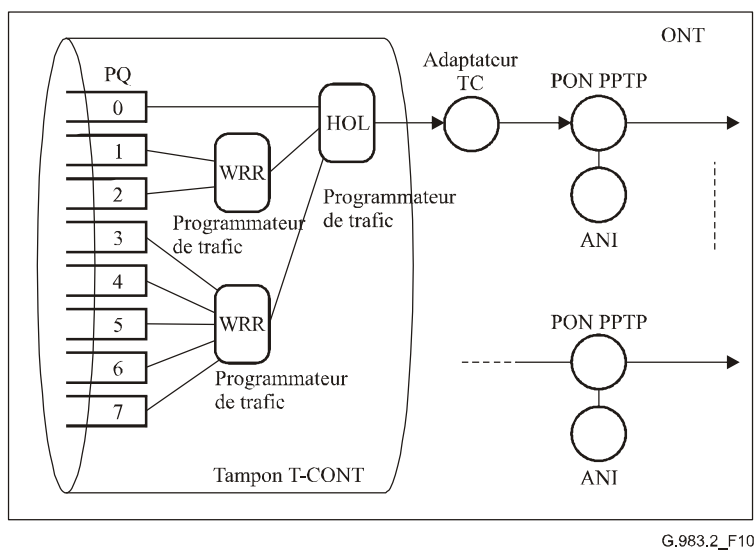 ONT
Adaptateur
TC
PON PPTP
PQ
0
HOL
1
WRR
2
Programmateur
de trafic
Programmateur
de trafic
ANI
3
4
WRR
5
6
7
Programmateur
de trafic
PON PPTP
ANI
Tampon T-CONT
G.983.2_F10